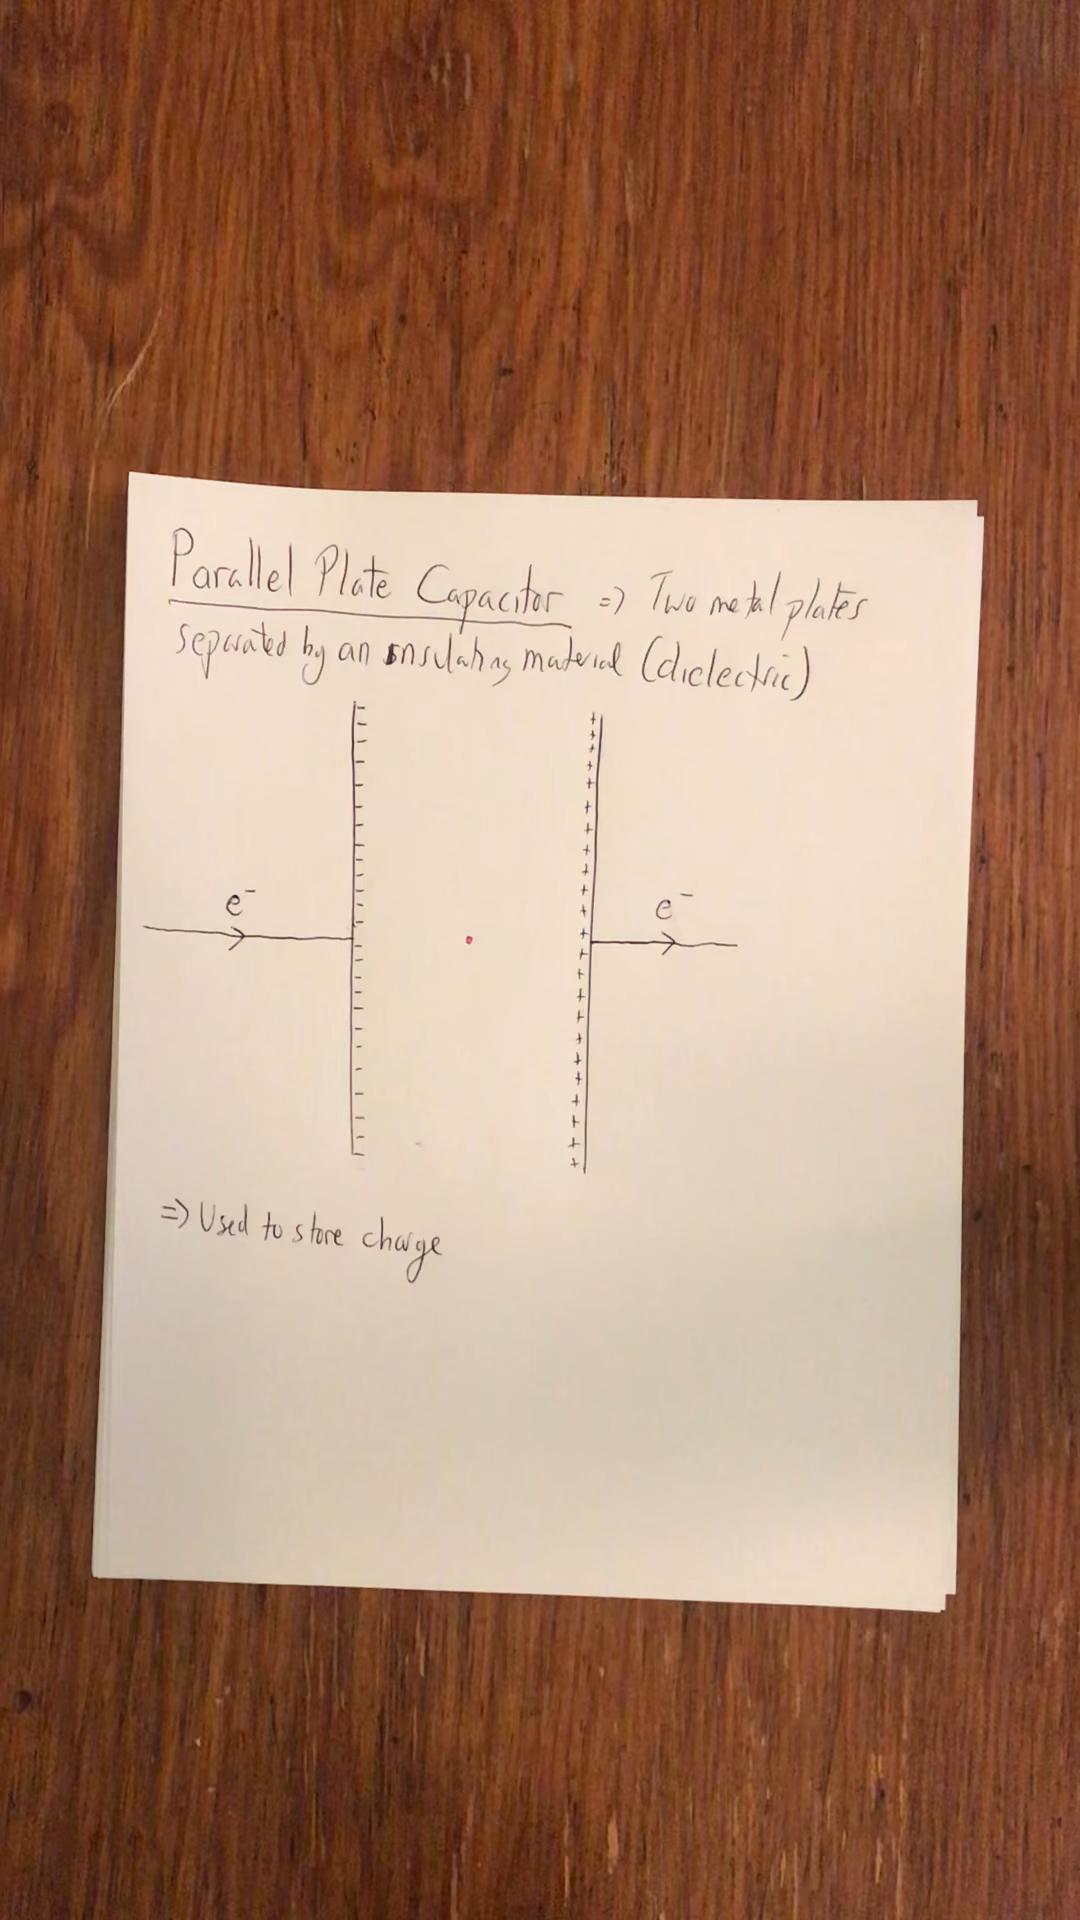 Parallel Plate Capacitor => Two metal plates
separated by an insulating material (dielectric)
e⁻
e⁻
=> Used to store charge